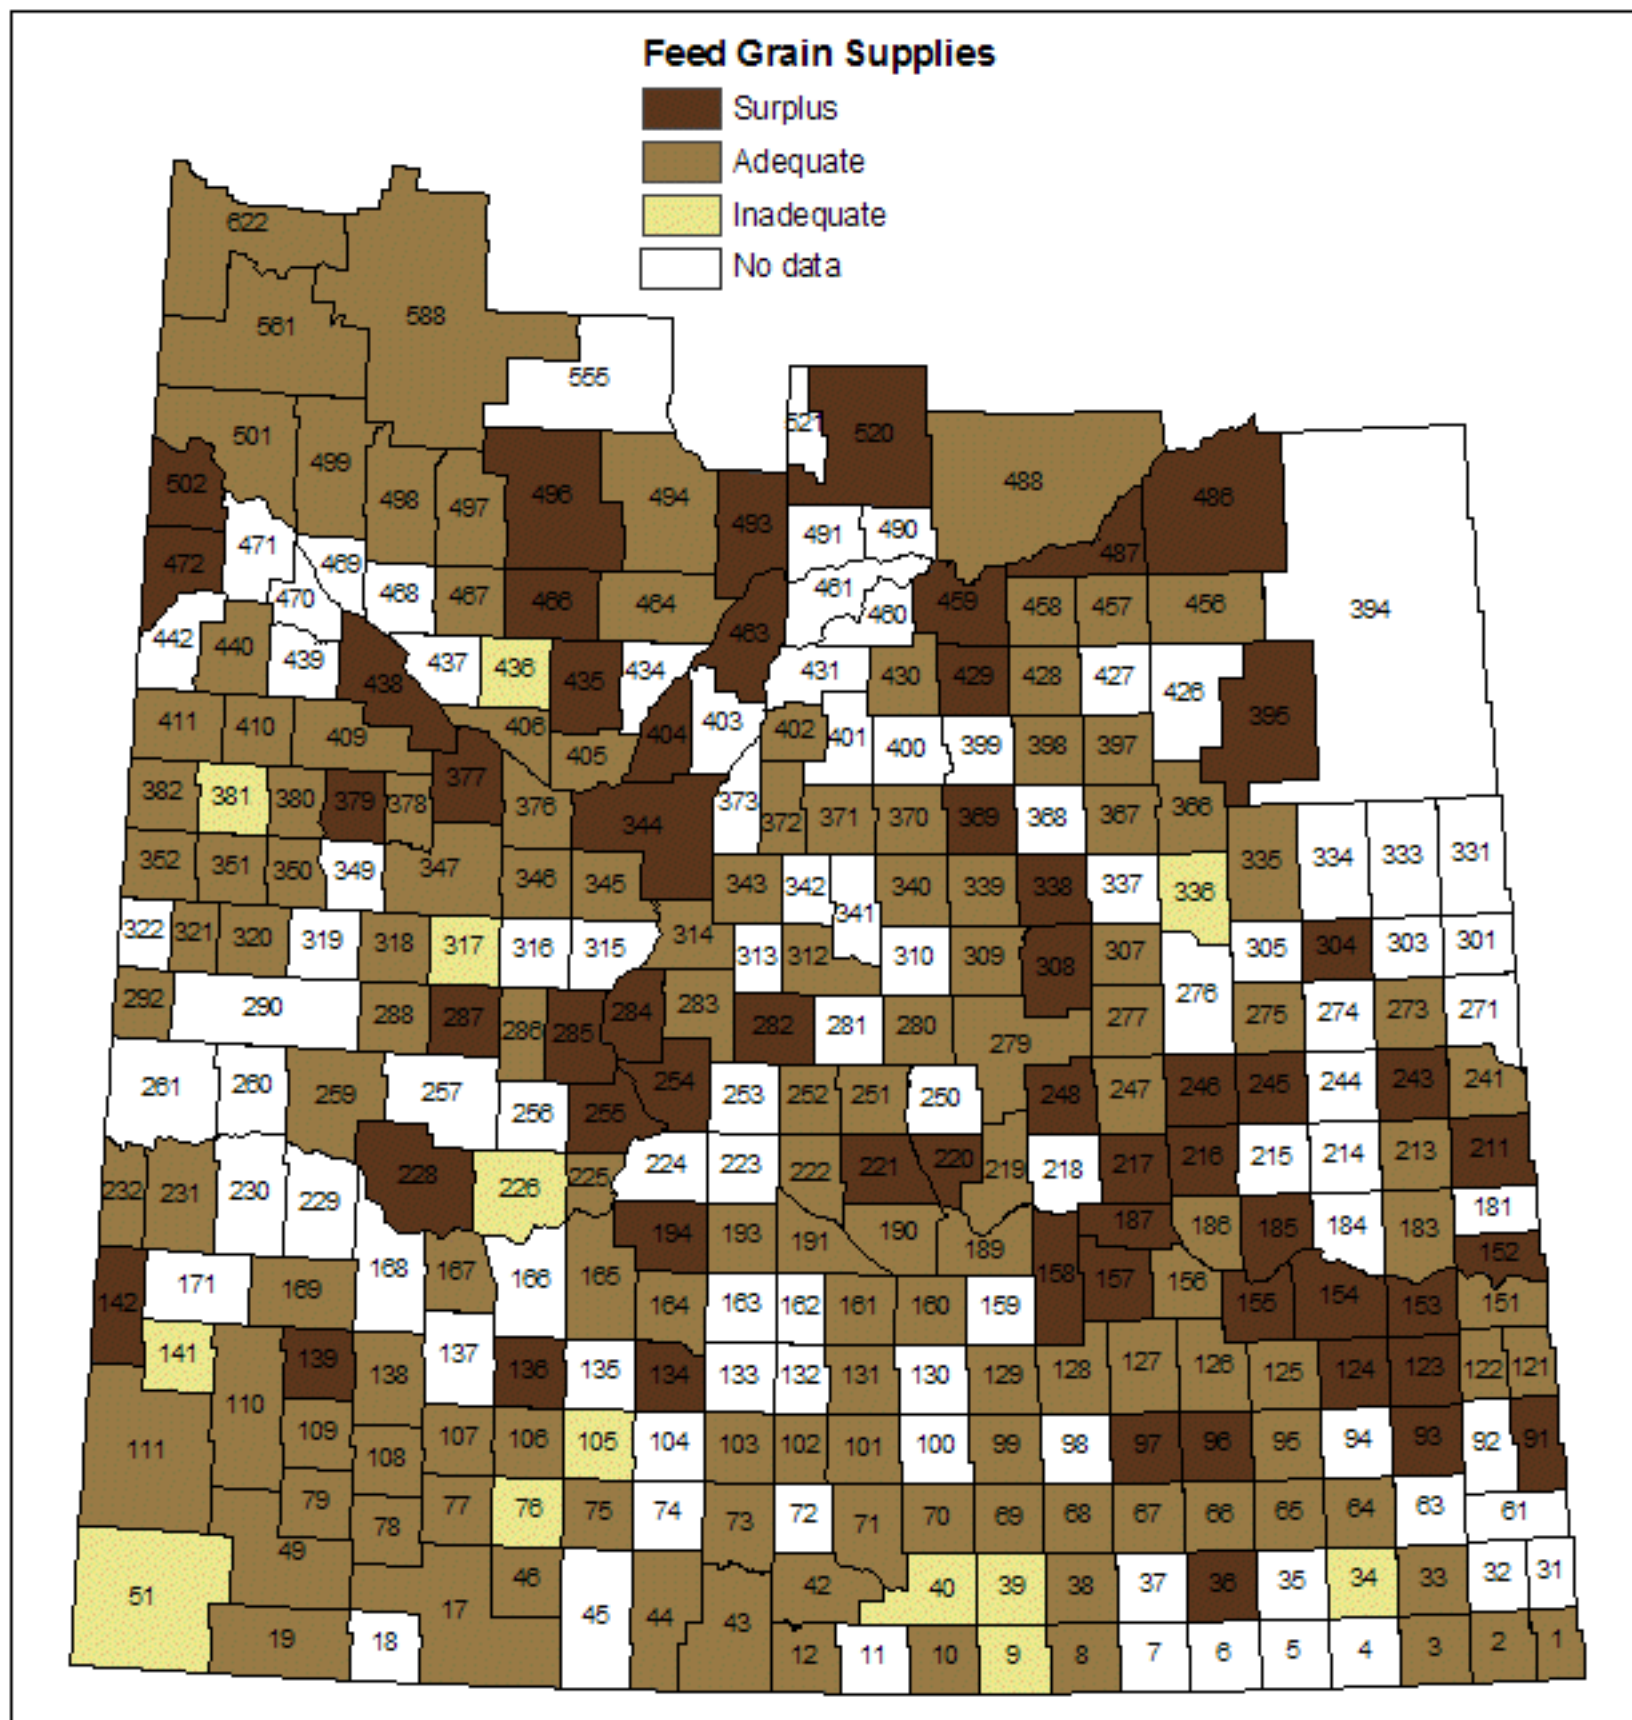 Feed Grain Supplies
Surplus
Adequate
Inadequate
No data
622
561 588
555
501 499 521 520
502 498 497 496 494 493 488 486
471 491 490 487
472 469 470 468 467 466 464 463 461 460 459 458 457 456 394
442 440 439 438 437 436 435 434 431 430 429 428 427 426
411 410 409 406 405 404 403 402 401 400 399 398 397 395
382 381 380 379 378 377 376 344 373 372 371 370 369 368 367 366
352 351 350 349 347 346 345 343 342 341 340 339 338 337 336 335 334 333 331
322 321 320 319 318 317 316 315 314 313 312 310 309 308 307 305 304 303 301
292 290 288 287 286 285 284 283 282 281 280 279 277 276 275 274 273 271
261 260 259 257 256 255 254 253 252 251 250 248 247 246 245 244 243 241
232 231 230 229 228 226 225 224 223 222 221 220 219 218 217 216 215 214 213 211
194 193 191 190 189 187 186 185 184 183 181
142 171 169 168 167 166 165 164 163 162 161 160 159 158 157 156 155 154 153 152 151
141 139 138 137 136 135 134 133 132 131 130 129 128 127 126 125 124 123 122 121
111 110 109 108 107 106 105 104 103 102 101 100 99 98 97 96 95 94 93 92 91
79 78 77 76 75 74 73 72 71 70 69 68 67 66 65 64 63 61
51 49 46 45 44 43 42 40 39 38 37 36 35 34 33 32 31
19 18 17 12 11 10 9 8 7 6 5 4 3 2 1